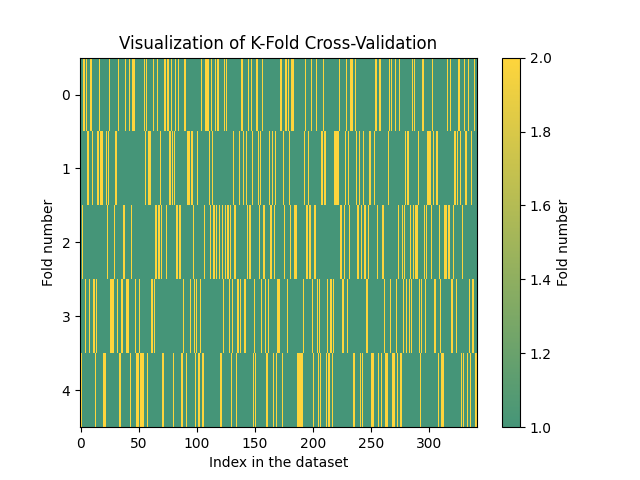 Visualization of K-Fold Cross-Validation
Fold number
0
1
2
3
4
0 50 100 150 200 250 300
Index in the dataset
2.0
1.8
1.6
1.4
1.2
1.0
Fold number